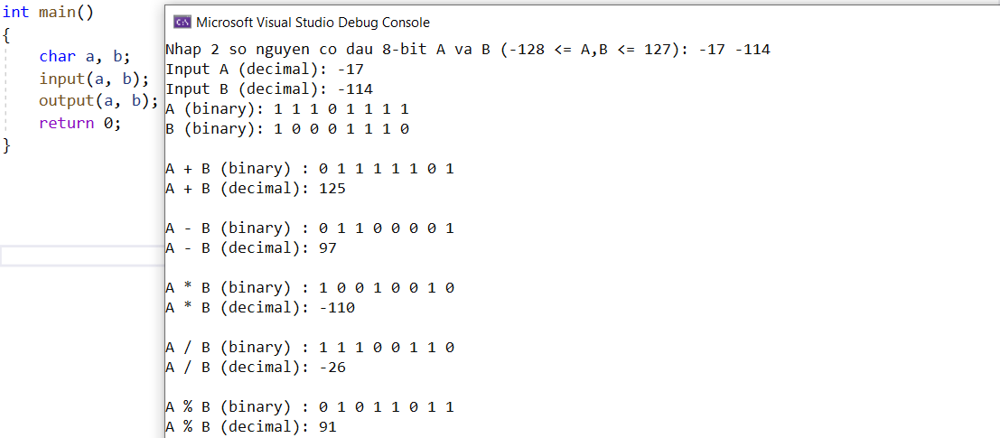 int main()
{
char a, b;
input(a, b);
output(a, b);
return 0;
}
C:\ Microsoft Visual Studio Debug Console
Nhap 2 so nguyen co dau 8-bit A va B (-128 <= A,B <= 127): -17 -114
Input A (decimal): -17
Input B (decimal): -114
A (binary): 1 1 1 0 1 1 1 1
B (binary): 1 0 0 0 1 1 1 0
A + B (binary) : 0 1 1 1 1 1 0 1
A + B (decimal): 125
A - B (binary) : 0 1 1 0 0 0 0 1
A - B (decimal): 97
A * B (binary) : 1 0 0 1 0 0 1 0
A * B (decimal): -110
A / B (binary) : 1 1 1 0 0 1 1 0
A / B (decimal): -26
A % B (binary) : 0 1 0 1 1 0 1 1
A % B (decimal): 91